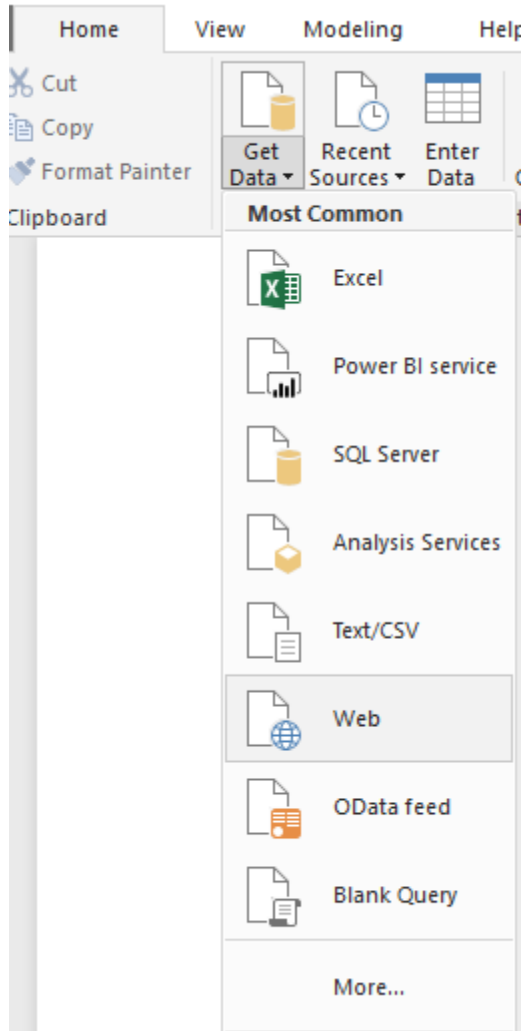 Home View Modeling Help
Cut
Copy
Format Painter
Clipboard
Get Data
Recent Sources
Enter Data
Most Common
Excel
Power BI service
SQL Server
Analysis Services
Text/CSV
Web
OData feed
Blank Query
More...